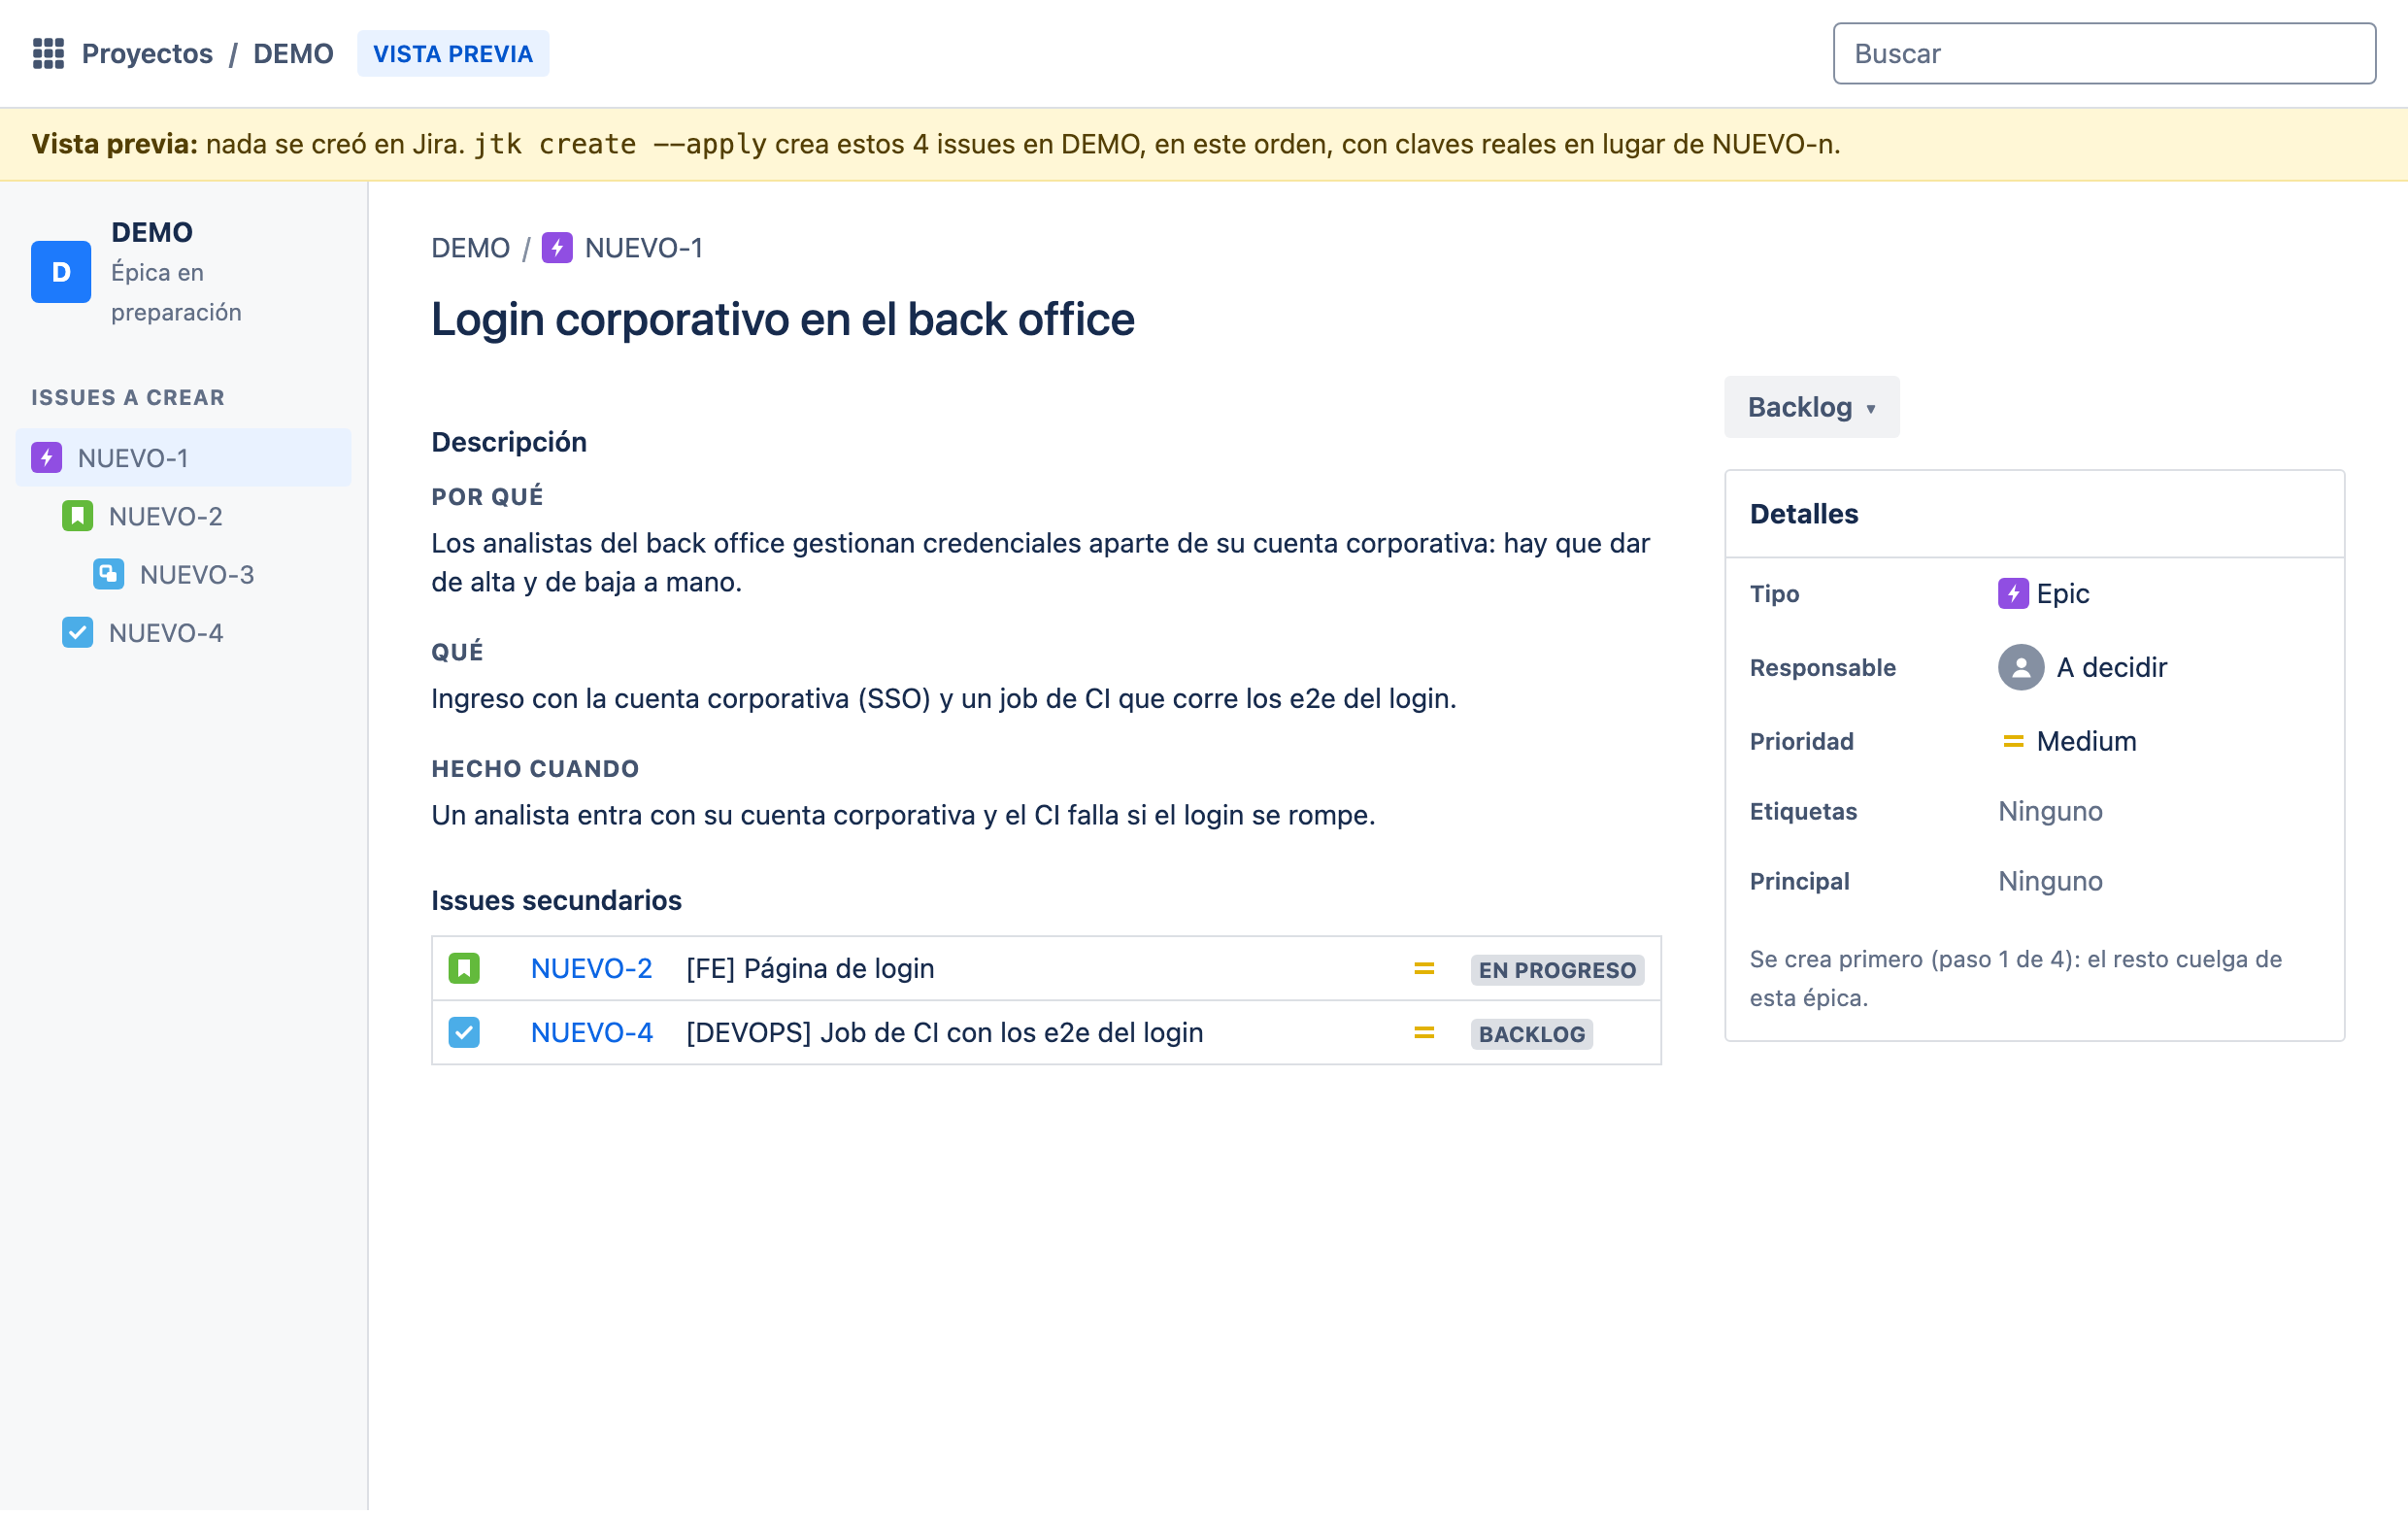 Proyectos / DEMO VISTA PREVIA
Buscar
Vista previa: nada se creó en Jira. jtk create --apply crea estos 4 issues en DEMO, en este orden, con claves reales en lugar de NUEVO-n.
D
DEMO
Épica en
preparación
ISSUES A CREAR
NUEVO-1
NUEVO-2
NUEVO-3
NUEVO-4
DEMO / NUEVO-1
Login corporativo en el back office
Descripción
POR QUÉ
Los analistas del back office gestionan credenciales aparte de su cuenta corporativa: hay que dar
de alta y de baja a mano.
QUÉ
Ingreso con la cuenta corporativa (SSO) y un job de CI que corre los e2e del login.
HECHO CUANDO
Un analista entra con su cuenta corporativa y el CI falla si el login se rompe.
Issues secundarios
NUEVO-2 [FE] Página de login EN PROGRESO
NUEVO-4 [DEVOPS] Job de CI con los e2e del login BACKLOG
Backlog
Detalles
Tipo Epic
Responsable A decidir
Prioridad Medium
Etiquetas Ninguno
Principal Ninguno
Se crea primero (paso 1 de 4): el resto cuelga de
esta épica.